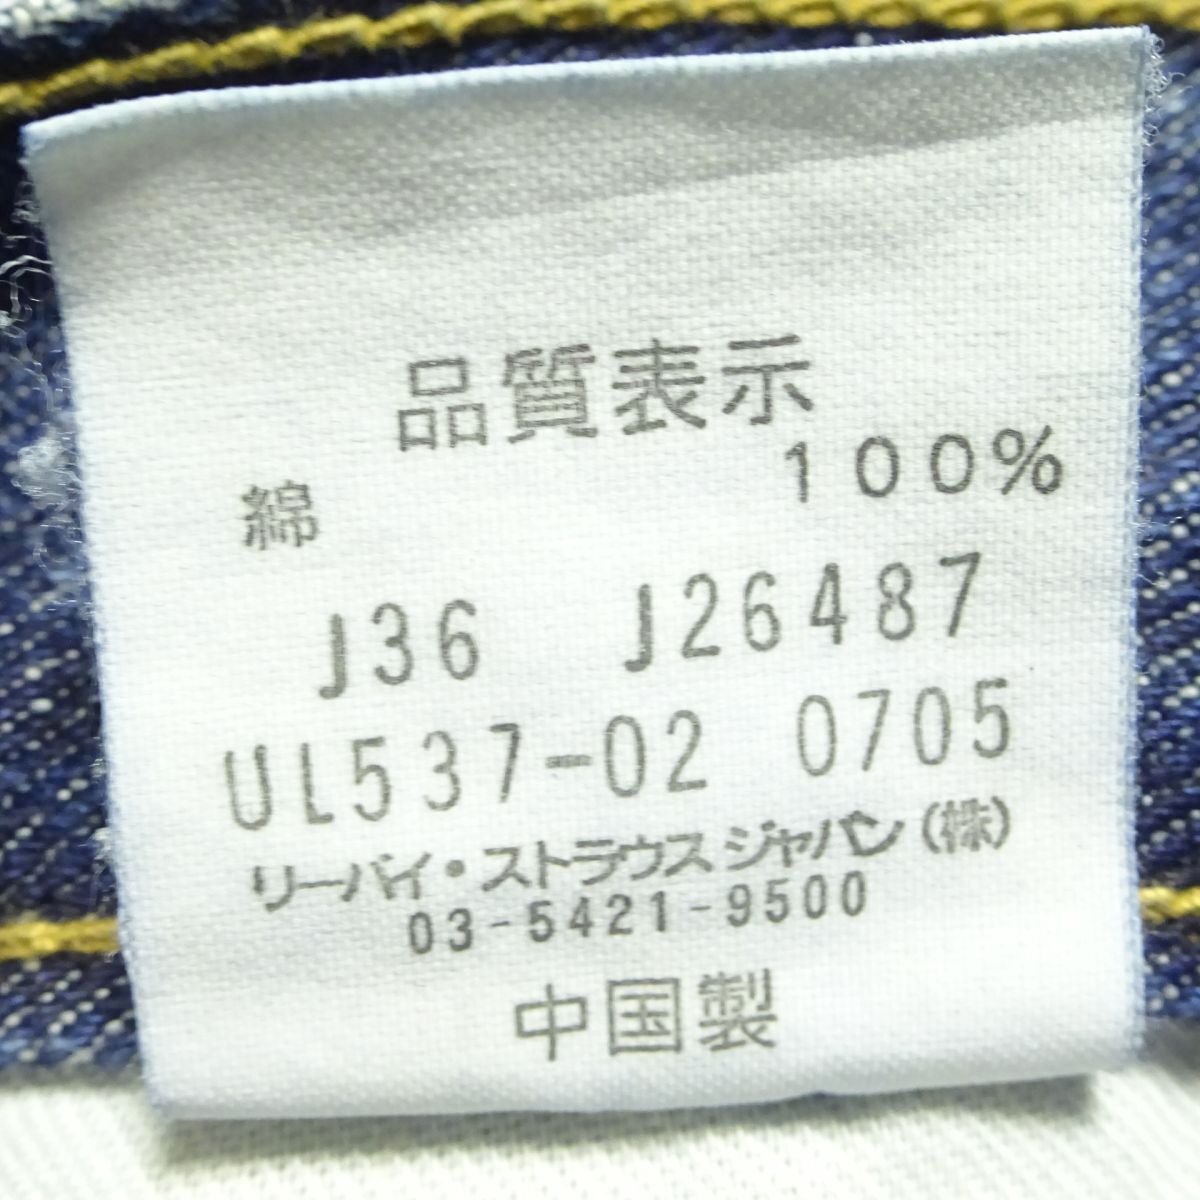 品質表示
綿 100%
J36 J26487
UL537-02 0705
リーバイ・ストラウス ジャパン(株)
03-5421-9500
中国製